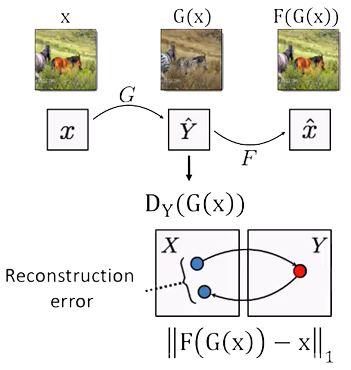 x G(x) F(G(x))
G
x Ŷ x̂
F
D_Y(G(x))
X Y
Reconstruction
error
‖F(G(x)) − x‖₁